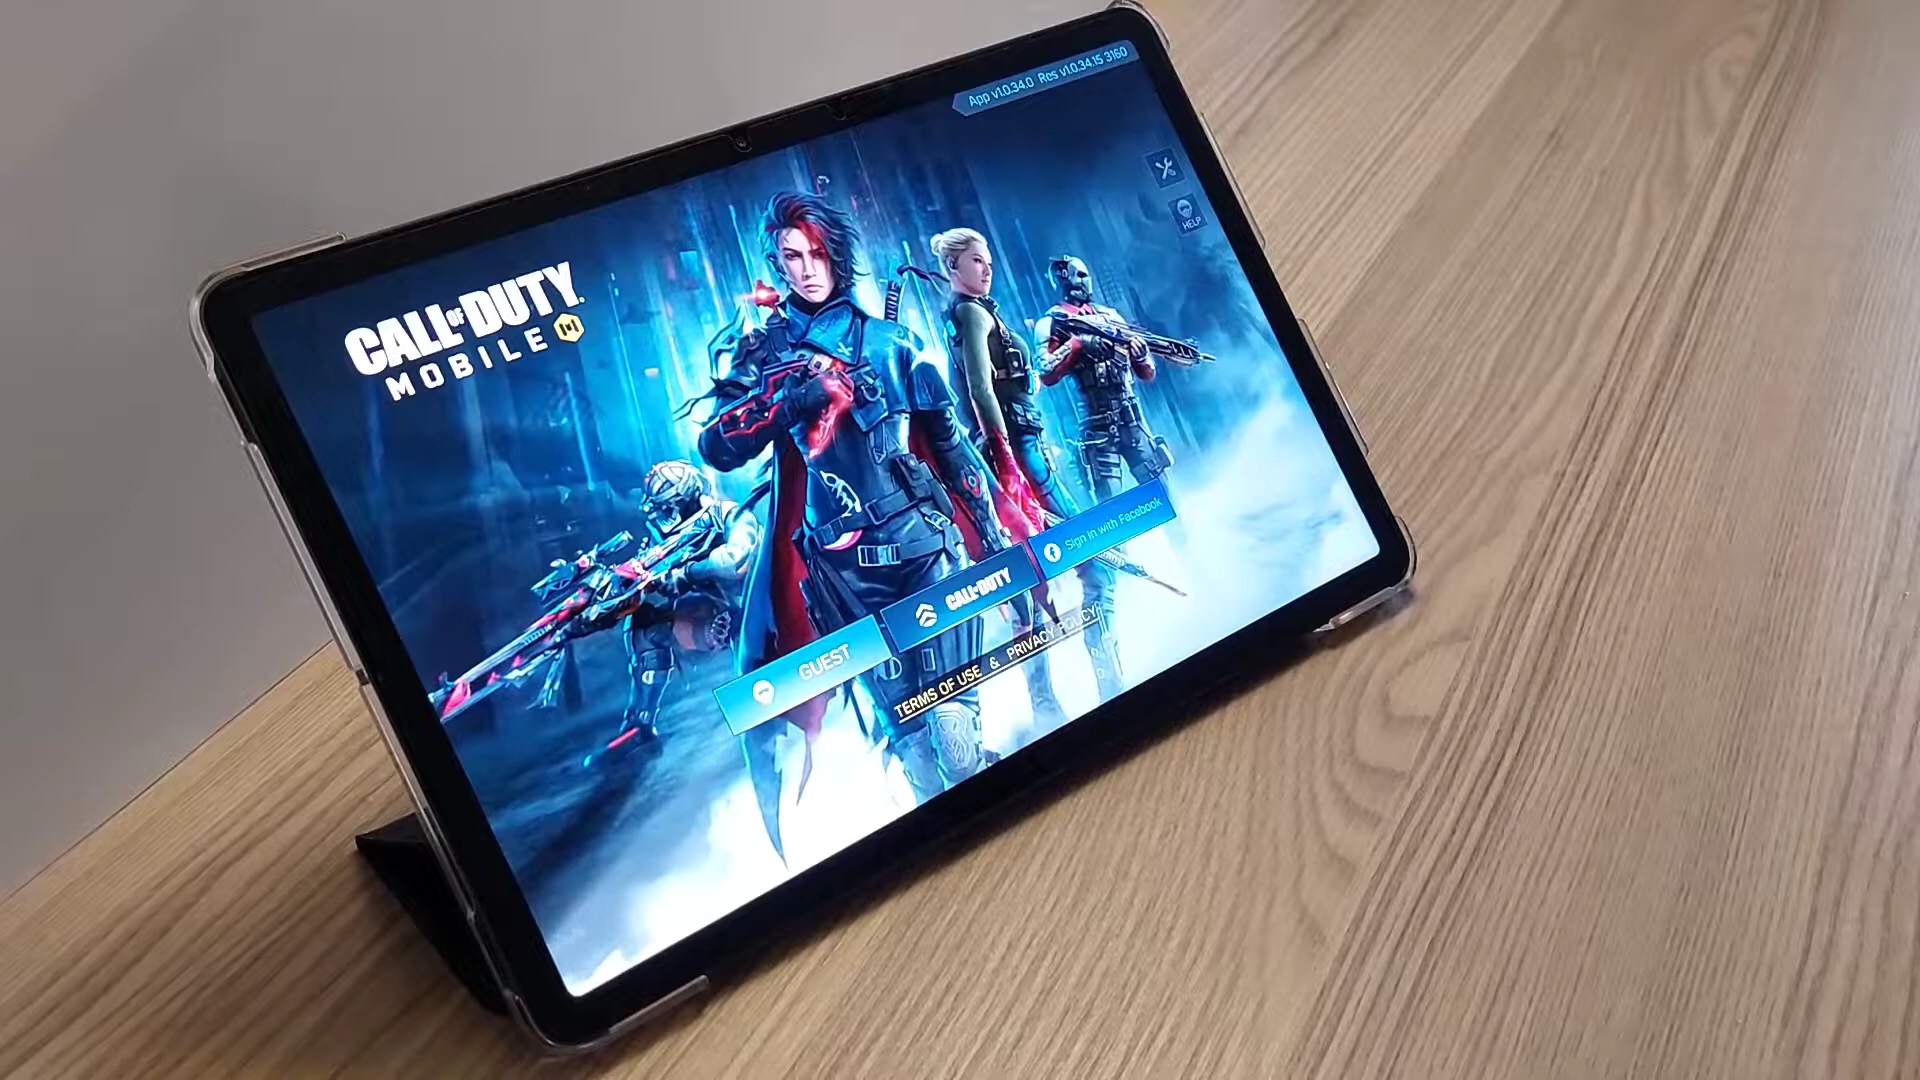 App v1.0.34.0 Res v1.0.34.15 3160
HELP
CALL OF DUTY.
MOBILE
GUEST
CALL OF DUTY
Sign In with Facebook
TERMS OF USE & PRIVACY POLICY